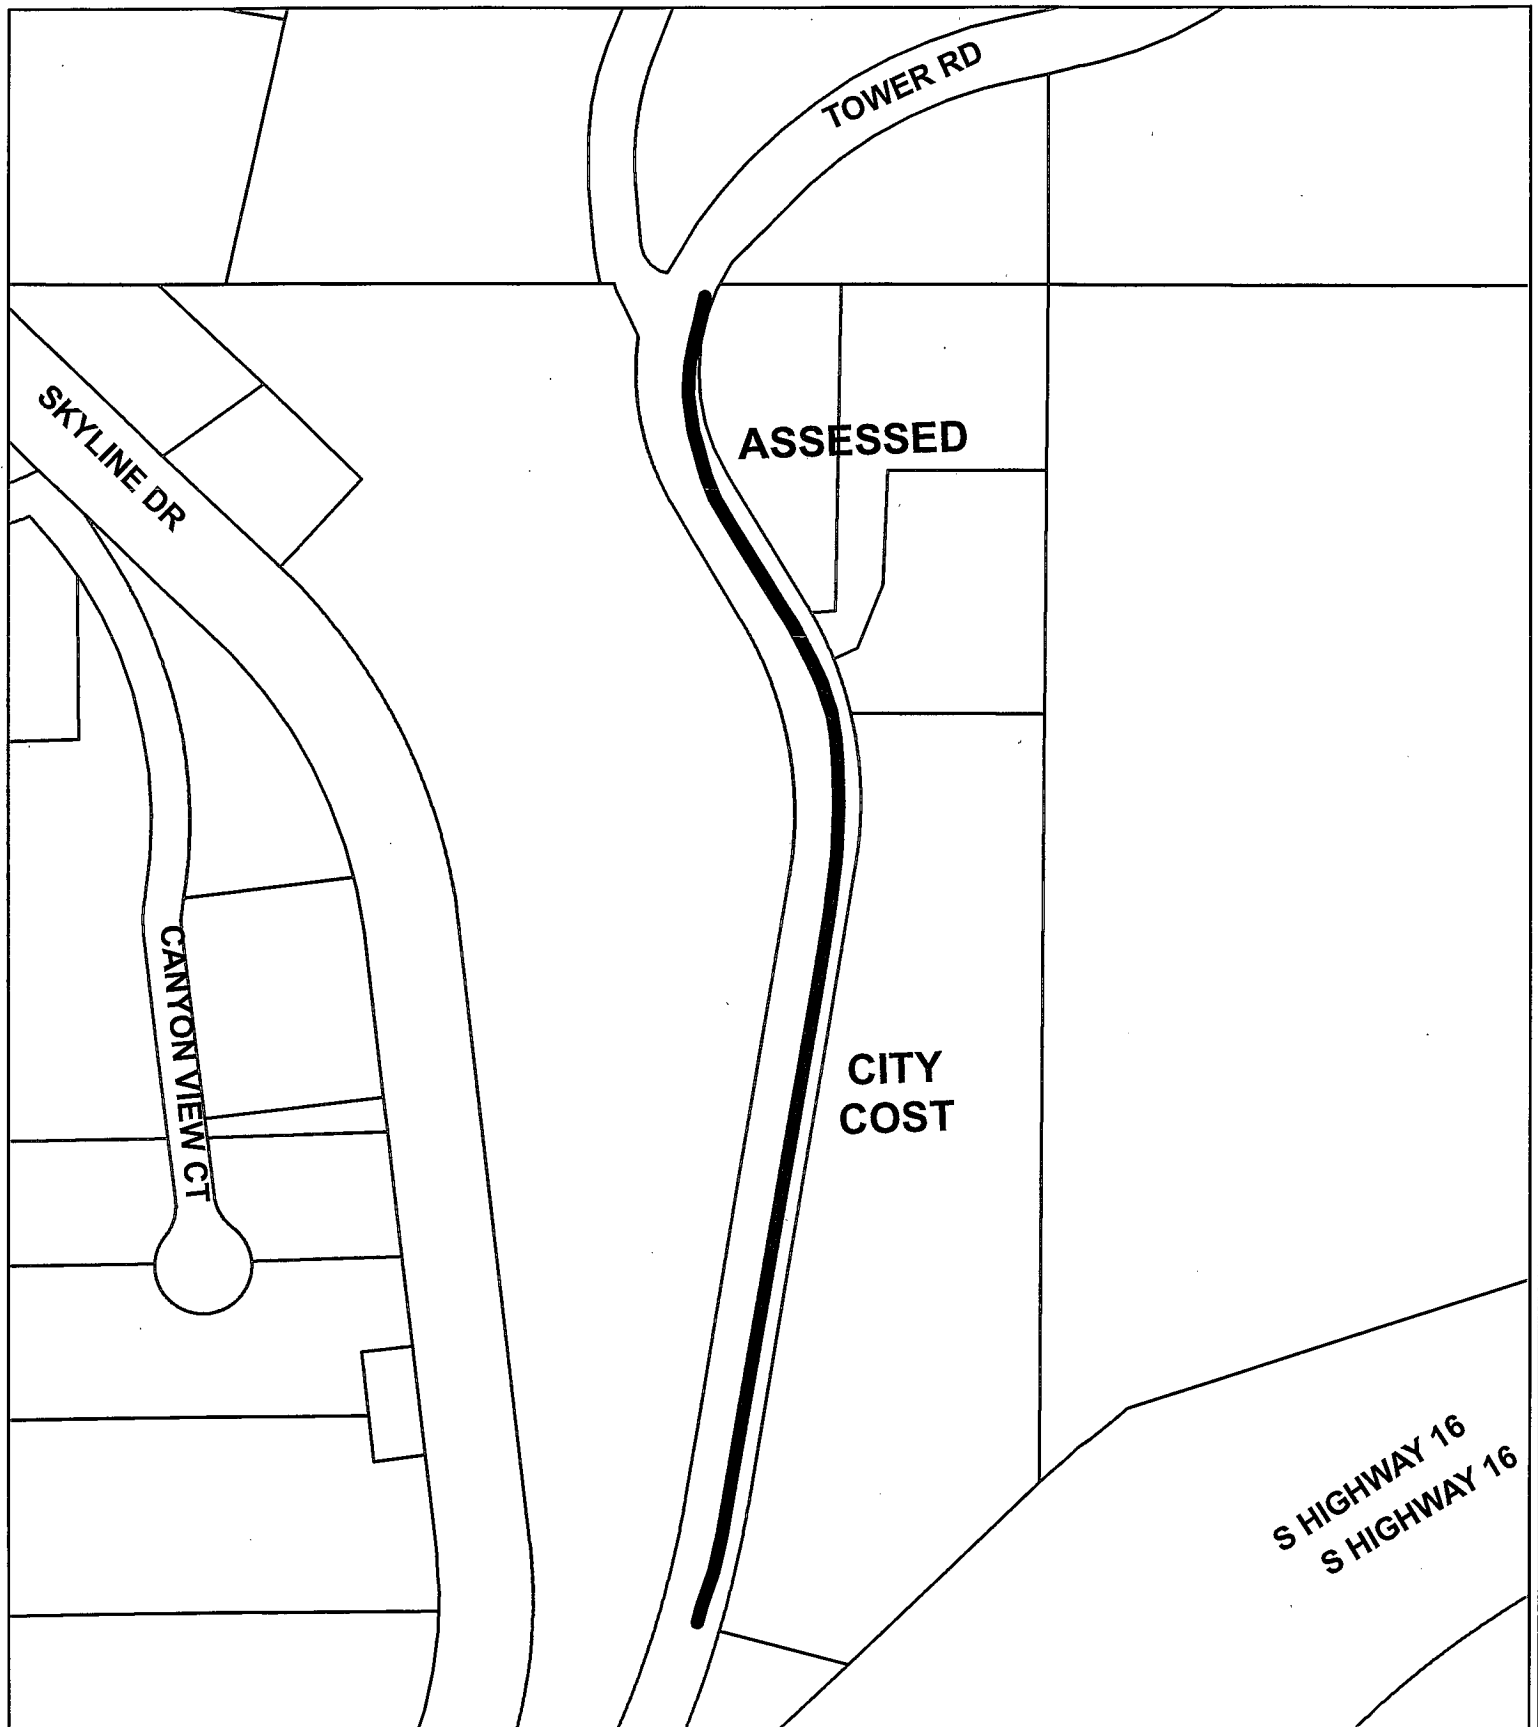 TOWER RD
SKYLINE DR
ASSESSED
CANYON VIEW CT
CITY
COST
S HIGHWAY 16
S HIGHWAY 16